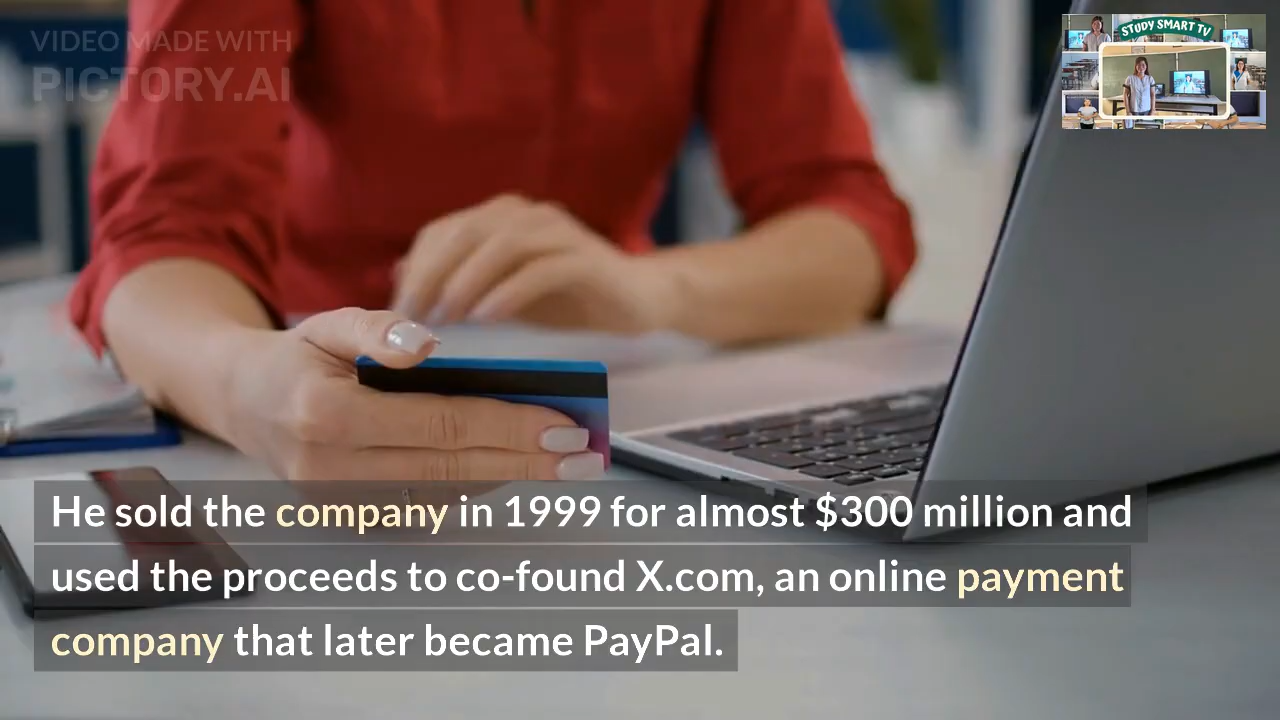 VIDEO MADE WITH
PICTORY.AI
STUDY SMART TV
He sold the company in 1999 for almost $300 million and
used the proceeds to co-found X.com, an online payment
company that later became PayPal.